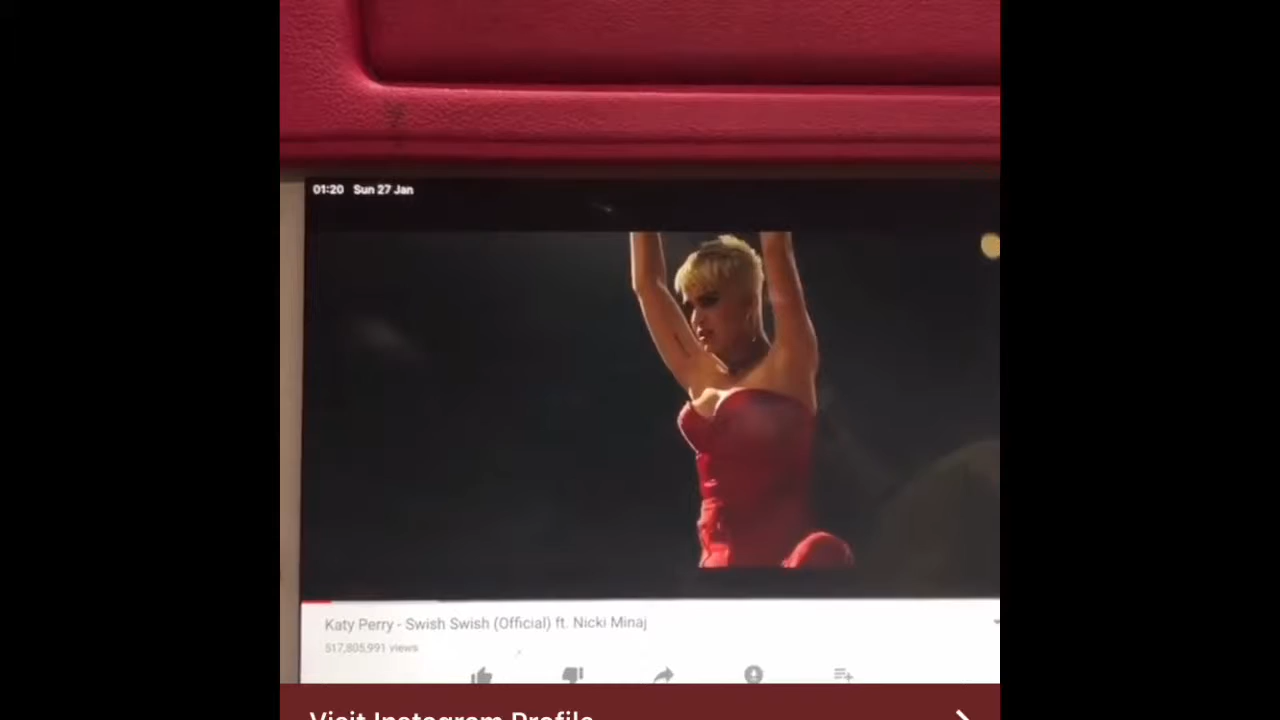 01:20 Sun 27 Jan
Katy Perry - Swish Swish (Official) ft. Nicki Minaj
517,805,991 views
Visit Instagram Profile